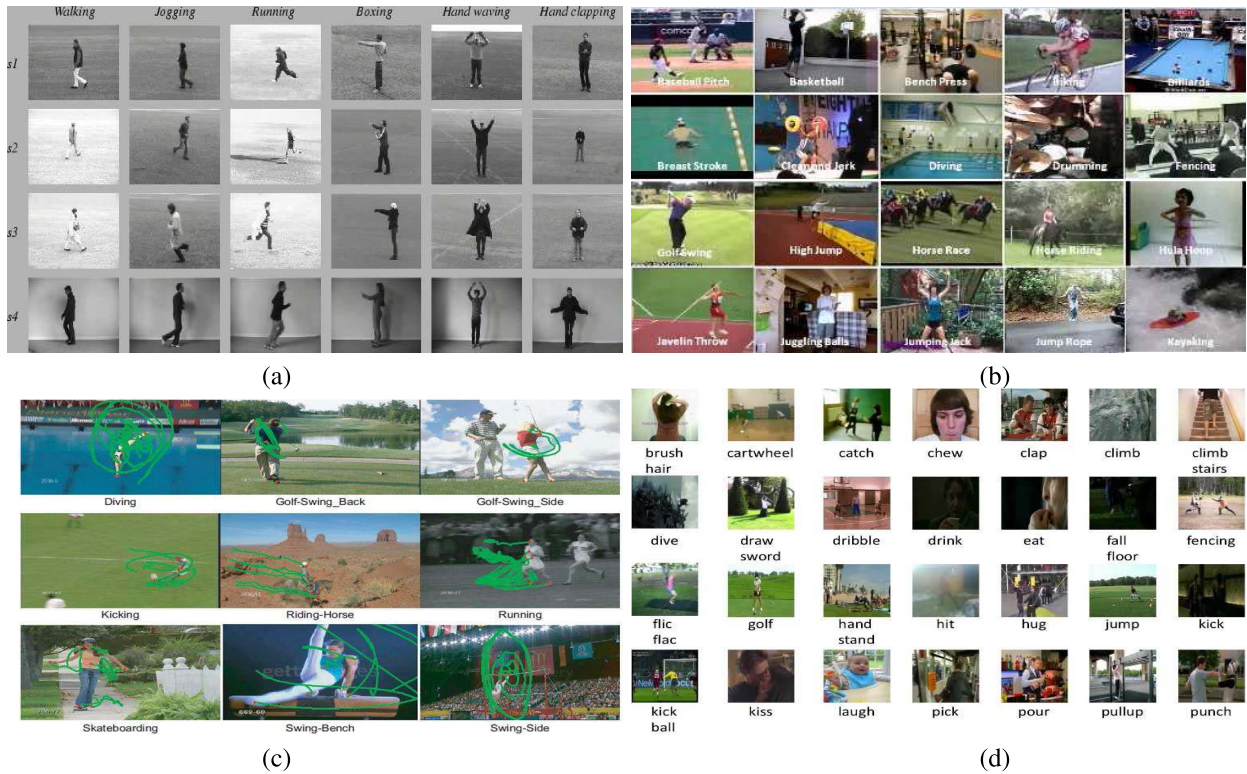 Walking Jogging Running Boxing Hand waving Hand clapping
s1
s2
s3
s4
(a)
Baseball Pitch Basketball Bench Press Biking Billiards
Breast Stroke Clean and Jerk Diving Drumming Fencing
Golf Swing High Jump Horse Race Horse Riding Hula Hoop
Javelin Throw Juggling Balls Jumping Jack Jump Rope Kayaking
(b)
Diving Golf-Swing_Back Golf-Swing_Side
Kicking Riding-Horse Running
Skateboarding Swing-Bench Swing-Side
(c)
brush hair cartwheel catch chew clap climb climb stairs
dive draw sword dribble drink eat fall floor fencing
flic flac golf hand stand hit hug jump kick
kick ball kiss laugh pick pour pullup punch
(d)